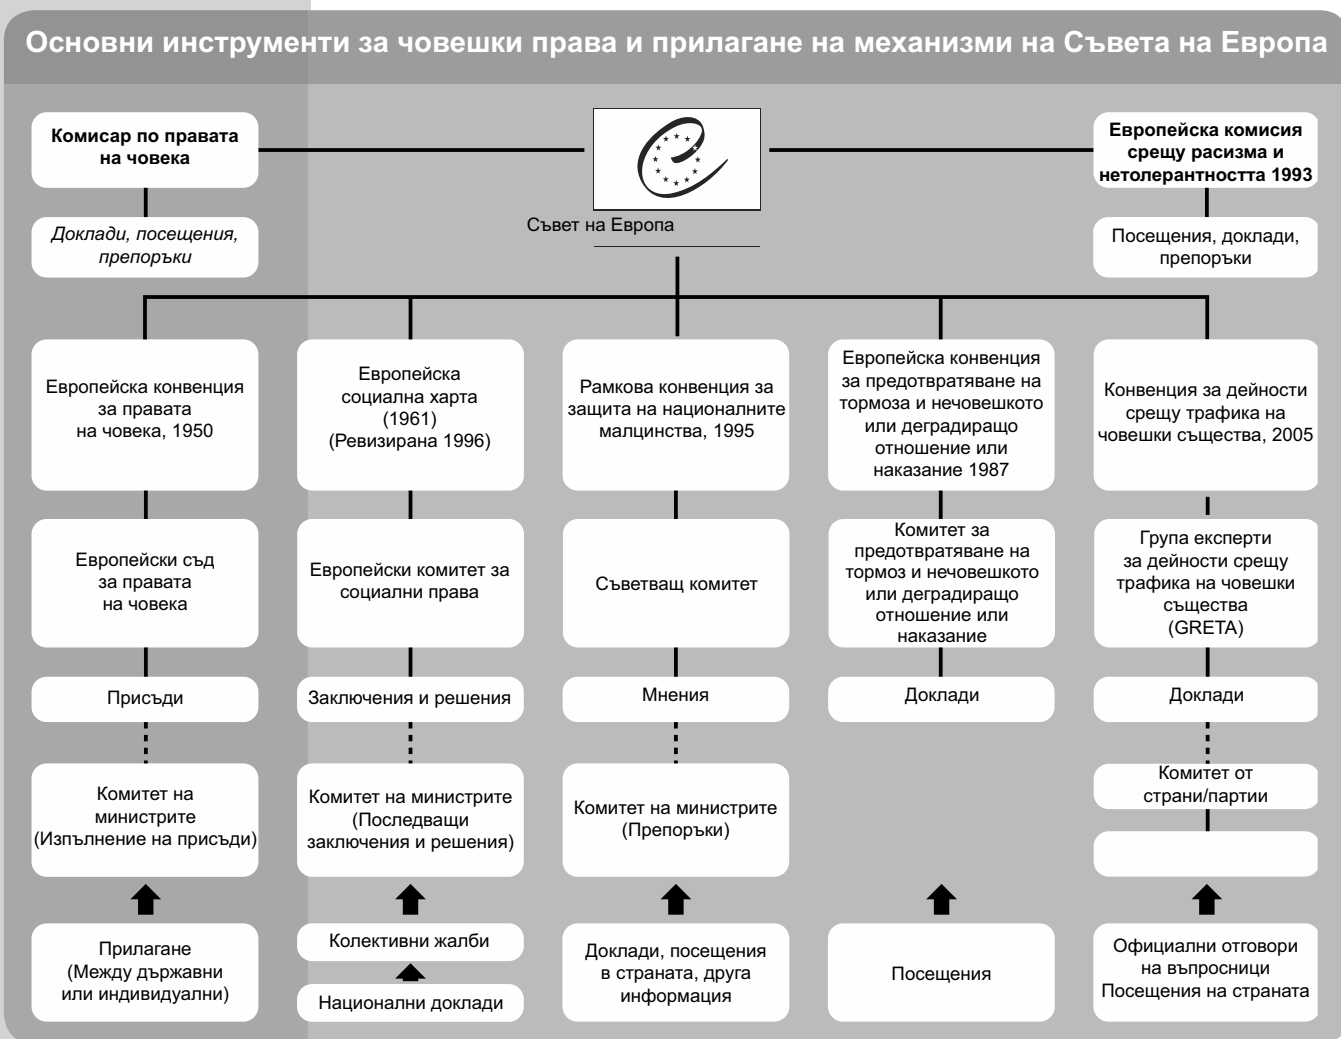 Основни инструменти за човешки права и прилагане на механизми на Съвета на Европа
Комисар по правата
на човека
Доклади, посещения,
препоръки
Съвет на Европа
Европейска комисия
срещу расизма и
нетолерантността 1993
Посещения, доклади,
препоръки
Европейска конвенция
за правата
на човека, 1950
Европейска
социална харта
(1961)
(Ревизирана 1996)
Рамкова конвенция за
защита на националните
малцинства, 1995
Европейска конвенция
за предотвратяване на
тормоза и нечовешкото
или деградиращо
отношение или
наказание 1987
Конвенция за дейности
срещу трафика на
човешки същества, 2005
Европейски съд
за правата
на човека
Европейски комитет за
социални права
Съветващ комитет
Комитет за
предотвратяване на
тормоз и нечовешкото
или деградиращо
отношение или
наказание
Група експерти
за дейности срещу
трафика на човешки
същества
(GRETA)
Присъди
Заключения и решения
Мнения
Доклади
Доклади
Комитет на
министрите
(Изпълнение на присъди)
Комитет на министрите
(Последващи
заключения и решения)
Комитет на министрите
(Препоръки)
Комитет от
страни/партии
Прилагане
(Между държавни
или индивидуални)
Колективни жалби
Национални доклади
Доклади, посещения
в страната, друга
информация
Посещения
Официални отговори
на въпросници
Посещения на страната